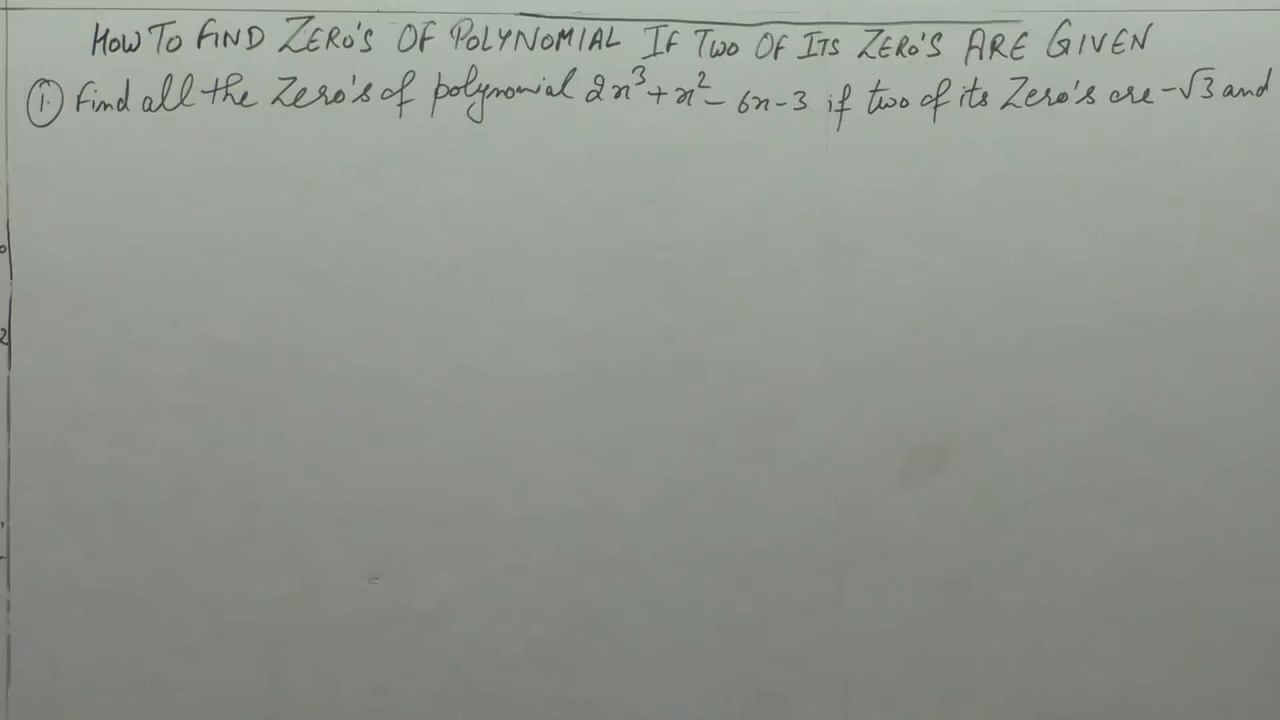 HOW TO FIND ZERO'S OF POLYNOMIAL IF TWO OF ITS ZERO'S ARE GIVEN
① Find all the Zero's of polynomial 2x³+x²-6x-3 if two of its Zero's are -√3 and
2